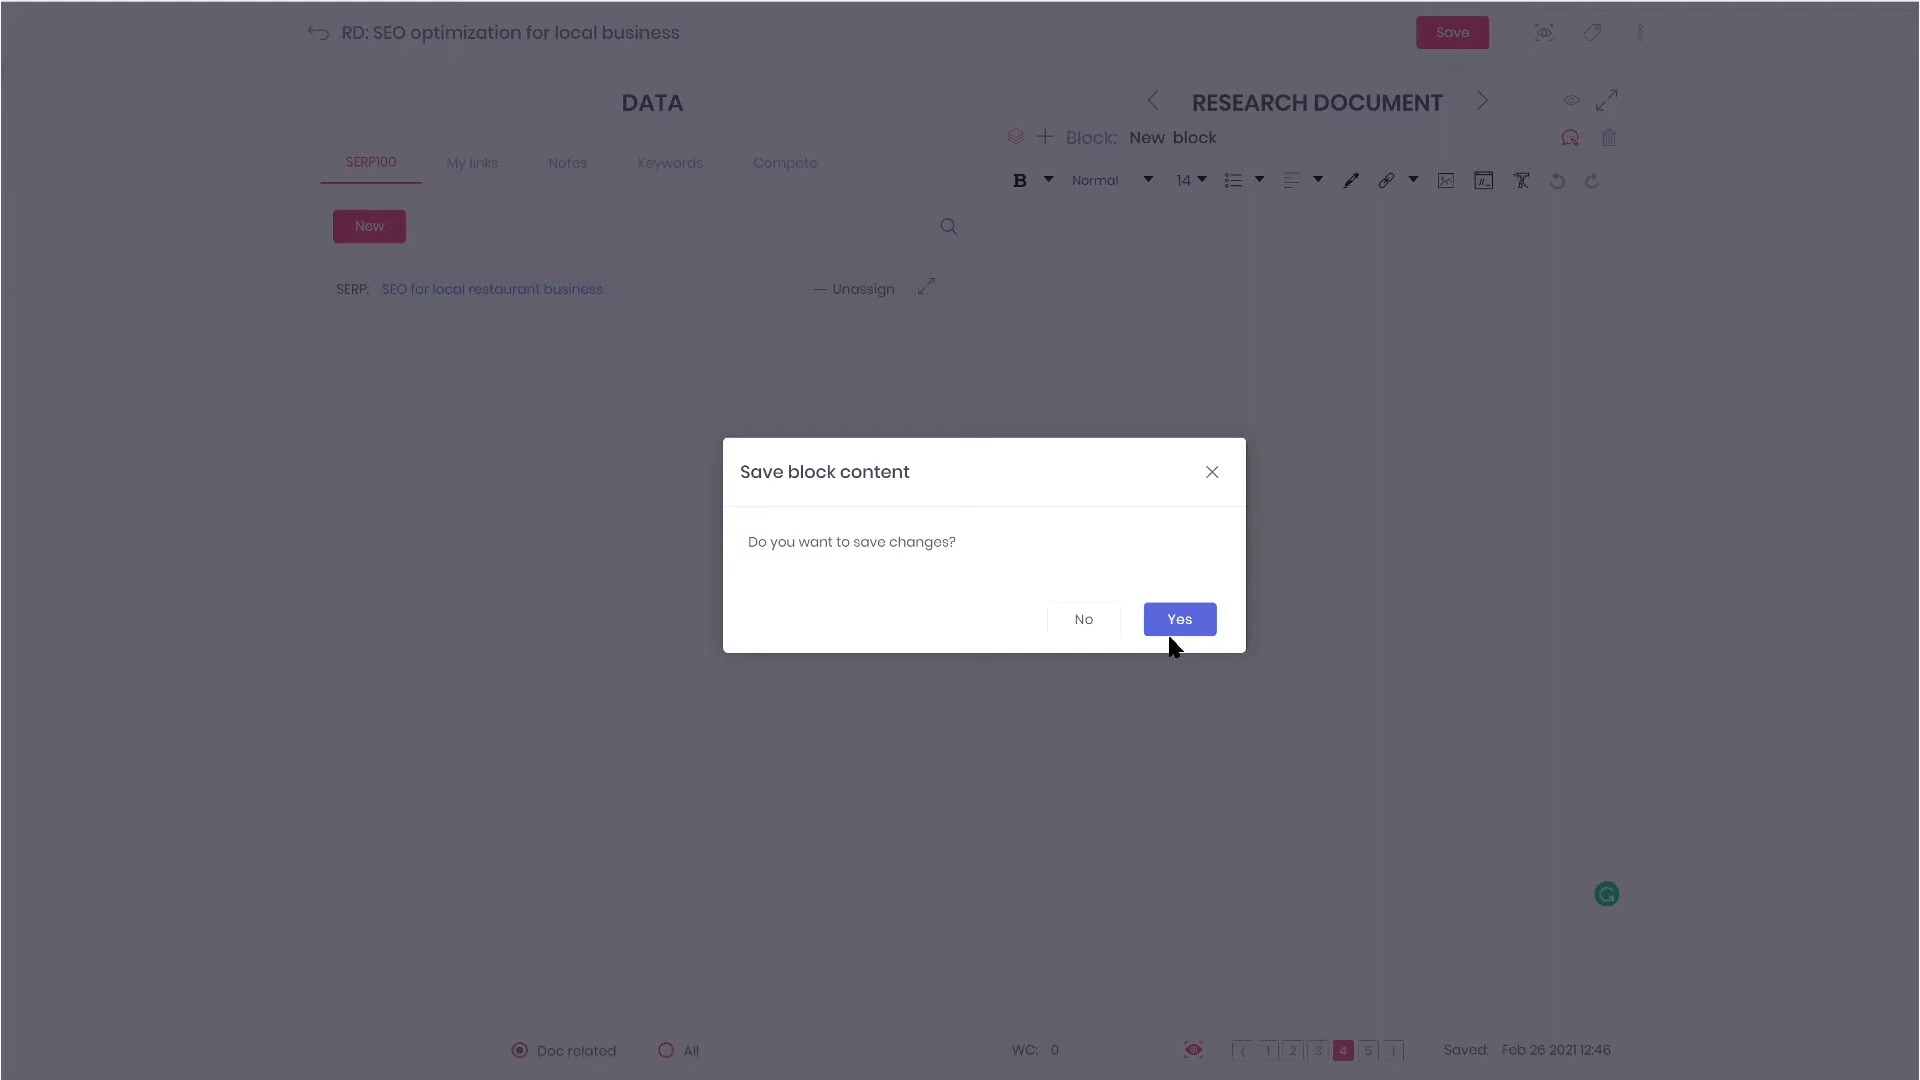 RD: SEO optimization for local business
Save
DATA
RESEARCH DOCUMENT
Block: New block
SERP100 My links Notes Keywords Compete
B Normal 14
New
SERP: SEO for local restaurant business — Unassign
Save block content
Do you want to save changes?
No Yes
Doc related All WC: 0 ⟨ 1 2 3 4 5 ⟩ Saved: Feb 26 2021 12:46